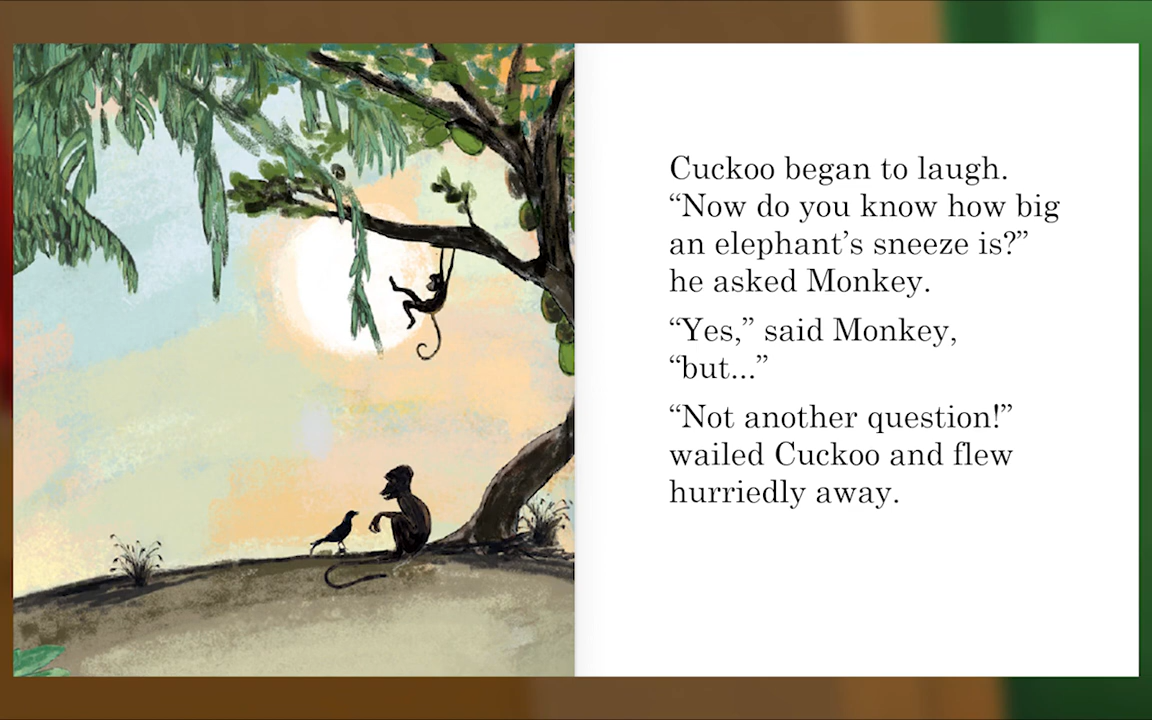 Cuckoo began to laugh.
“Now do you know how big
an elephant’s sneeze is?”
he asked Monkey.
“Yes,” said Monkey,
“but...”
“Not another question!”
wailed Cuckoo and flew
hurriedly away.